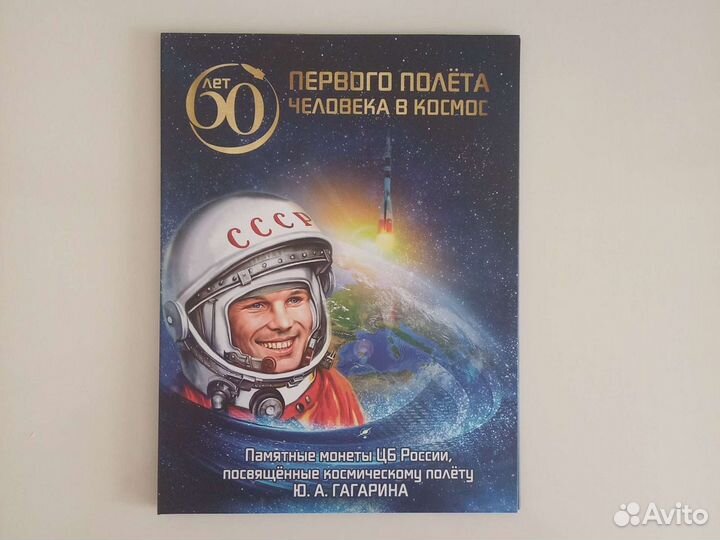 60 лет
ПЕРВОГО ПОЛЁТА
ЧЕЛОВЕКА В КОСМОС
СССР
Памятные монеты ЦБ России,
посвящённые космическому полёту
Ю. А. ГАГАРИНА
Avito